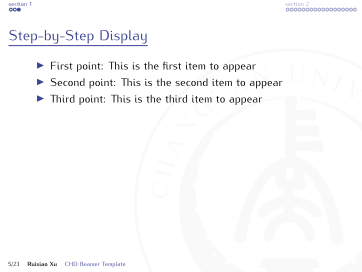 section 1
section 2
Step-by-Step Display
First point: This is the first item to appear
Second point: This is the second item to appear
Third point: This is the third item to appear
CHANG
UNIV
5/23 Ruixiao Xu CHD Beamer Template